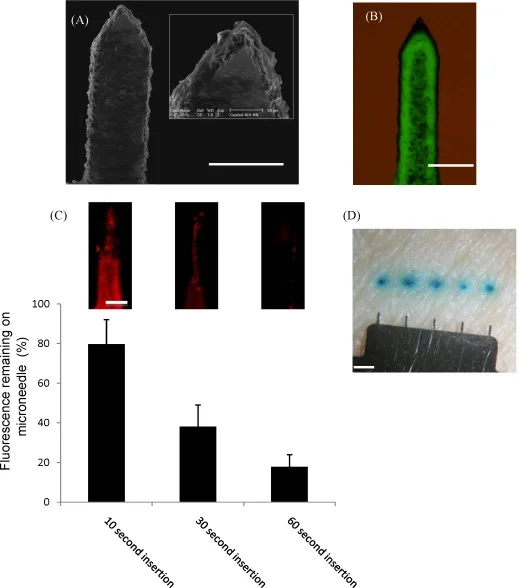 (A)
(B)
(C)
(D)
Fluorescence remaining on
microneedle (%)
100
80
60
40
20
0
10 second insertion
30 second insertion
60 second insertion